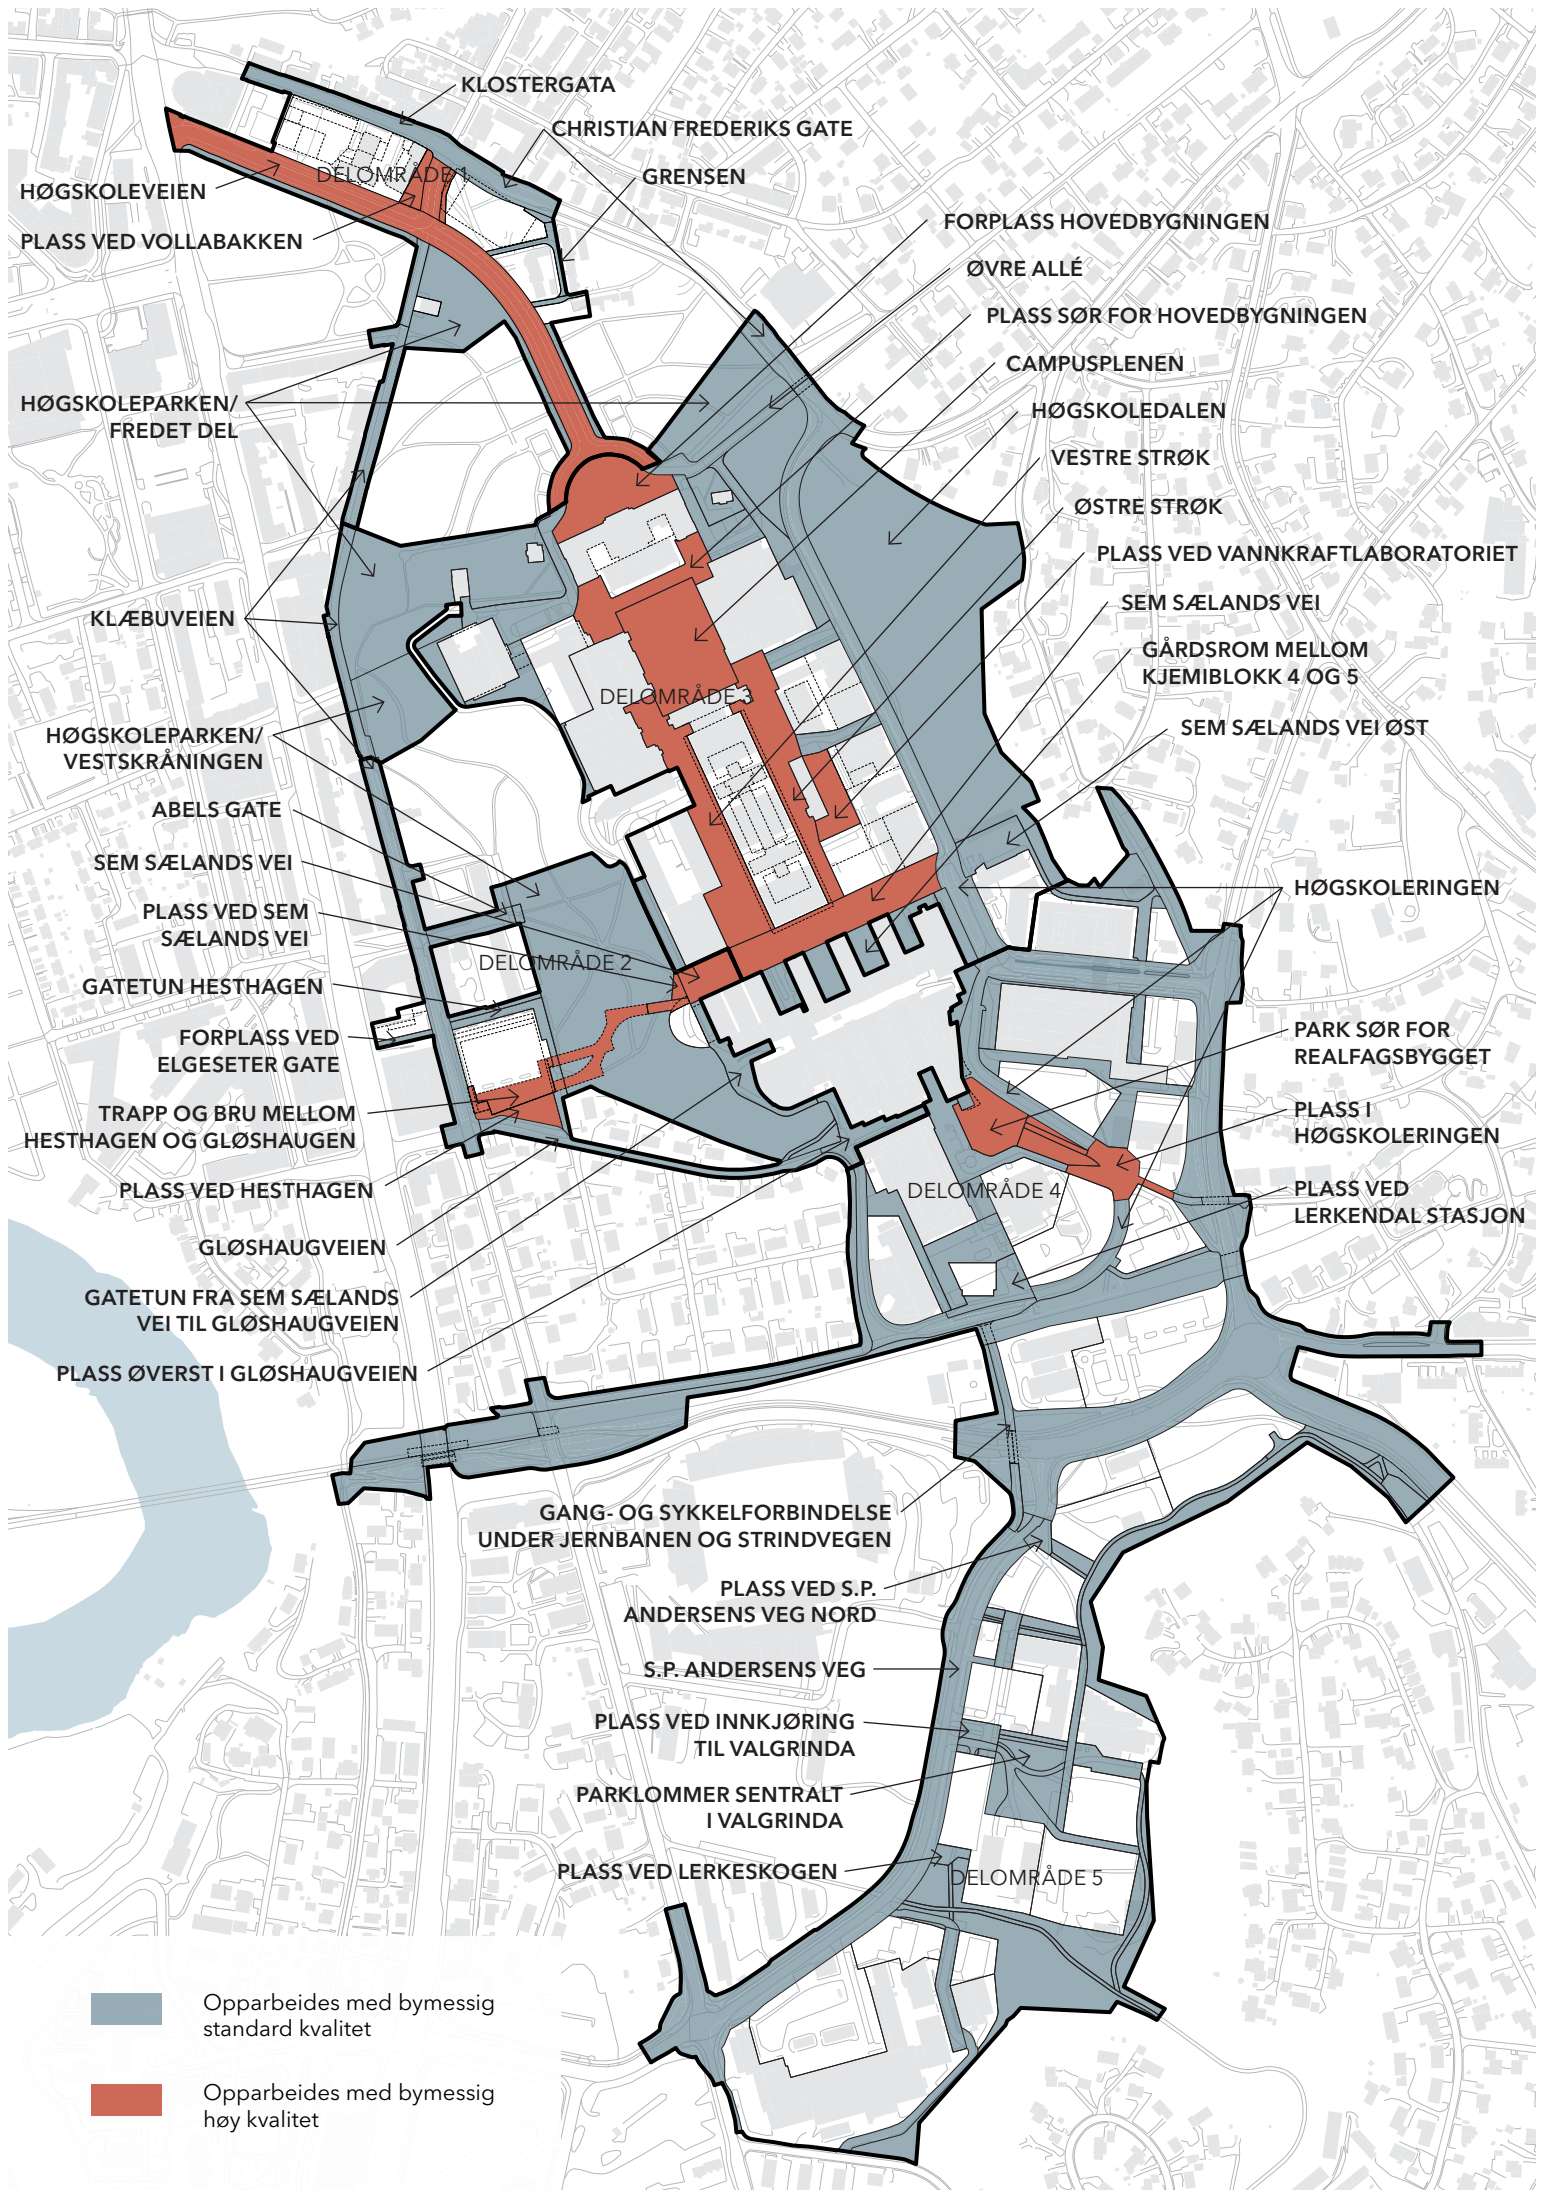 KLOSTERGATA
CHRISTIAN FREDERIKS GATE
GRENSEN
DELOMRÅDE 1
HØGSKOLEVEIEN
PLASS VED VOLLABAKKEN
FORPLASS HOVEDBYGNINGEN
ØVRE ALLÉ
PLASS SØR FOR HOVEDBYGNINGEN
CAMPUSPLENEN
HØGSKOLEDALEN
VESTRE STRØK
ØSTRE STRØK
PLASS VED VANNKRAFTLABORATORIET
SEM SÆLANDS VEI
GÅRDSROM MELLOM
KJEMIBLOKK 4 OG 5
SEM SÆLANDS VEI ØST
HØGSKOLEPARKEN/
FREDET DEL
KLÆBUVEIEN
DELOMRÅDE 3
HØGSKOLEPARKEN/
VESTSKRÅNINGEN
ABELS GATE
SEM SÆLANDS VEI
PLASS VED SEM
SÆLANDS VEI
DELOMRÅDE 2
GATETUN HESTHAGEN
FORPLASS VED
ELGESETER GATE
TRAPP OG BRU MELLOM
HESTHAGEN OG GLØSHAUGEN
PLASS VED HESTHAGEN
GLØSHAUGVEIEN
GATETUN FRA SEM SÆLANDS
VEI TIL GLØSHAUGVEIEN
PLASS ØVERST I GLØSHAUGVEIEN
HØGSKOLERINGEN
PARK SØR FOR
REALFAGSBYGGET
PLASS I
HØGSKOLERINGEN
DELOMRÅDE 4
PLASS VED
LERKENDAL STASJON
GANG- OG SYKKELFORBINDELSE
UNDER JERNBANEN OG STRINDVEGEN
PLASS VED S.P.
ANDERSENS VEG NORD
S.P. ANDERSENS VEG
PLASS VED INNKJØRING
TIL VALGRINDA
PARKLOMMER SENTRALT
I VALGRINDA
PLASS VED LERKESKOGEN
DELOMRÅDE 5
Opparbeides med bymessig
standard kvalitet
Opparbeides med bymessig
høy kvalitet